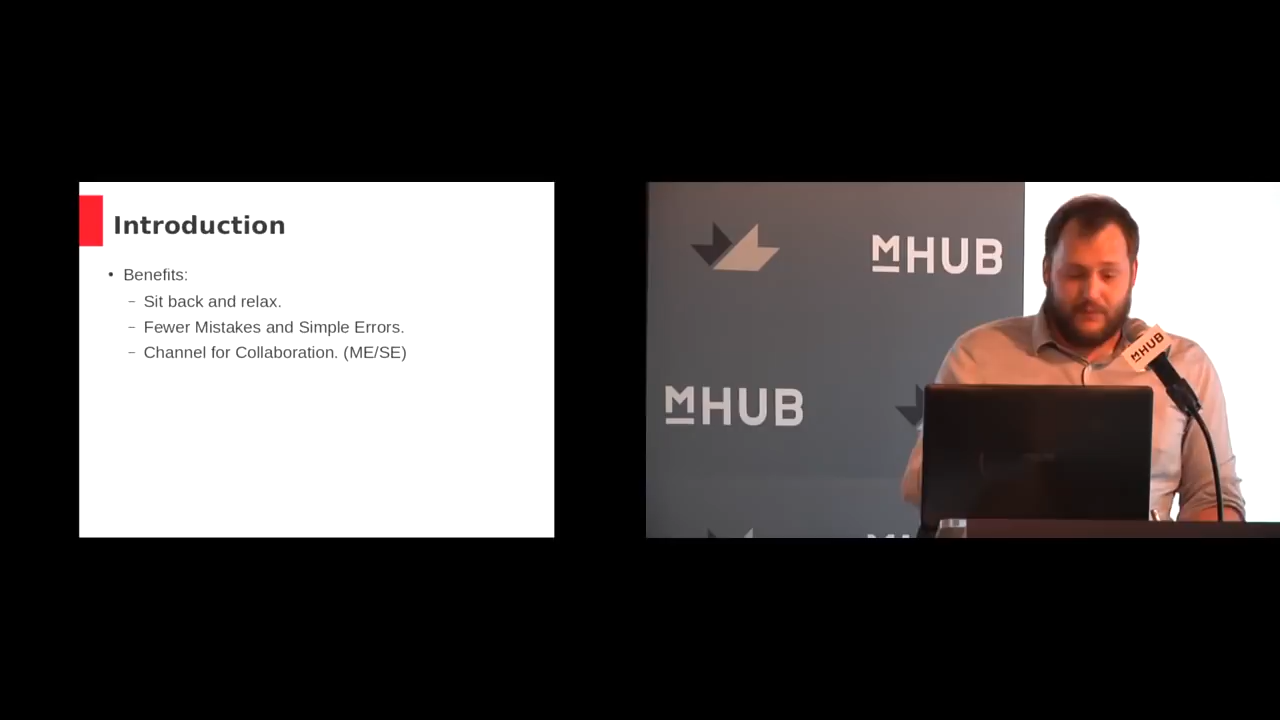 Introduction
• Benefits:
– Sit back and relax.
– Fewer Mistakes and Simple Errors.
– Channel for Collaboration. (ME/SE)
MHUB
MHUB
MHUB